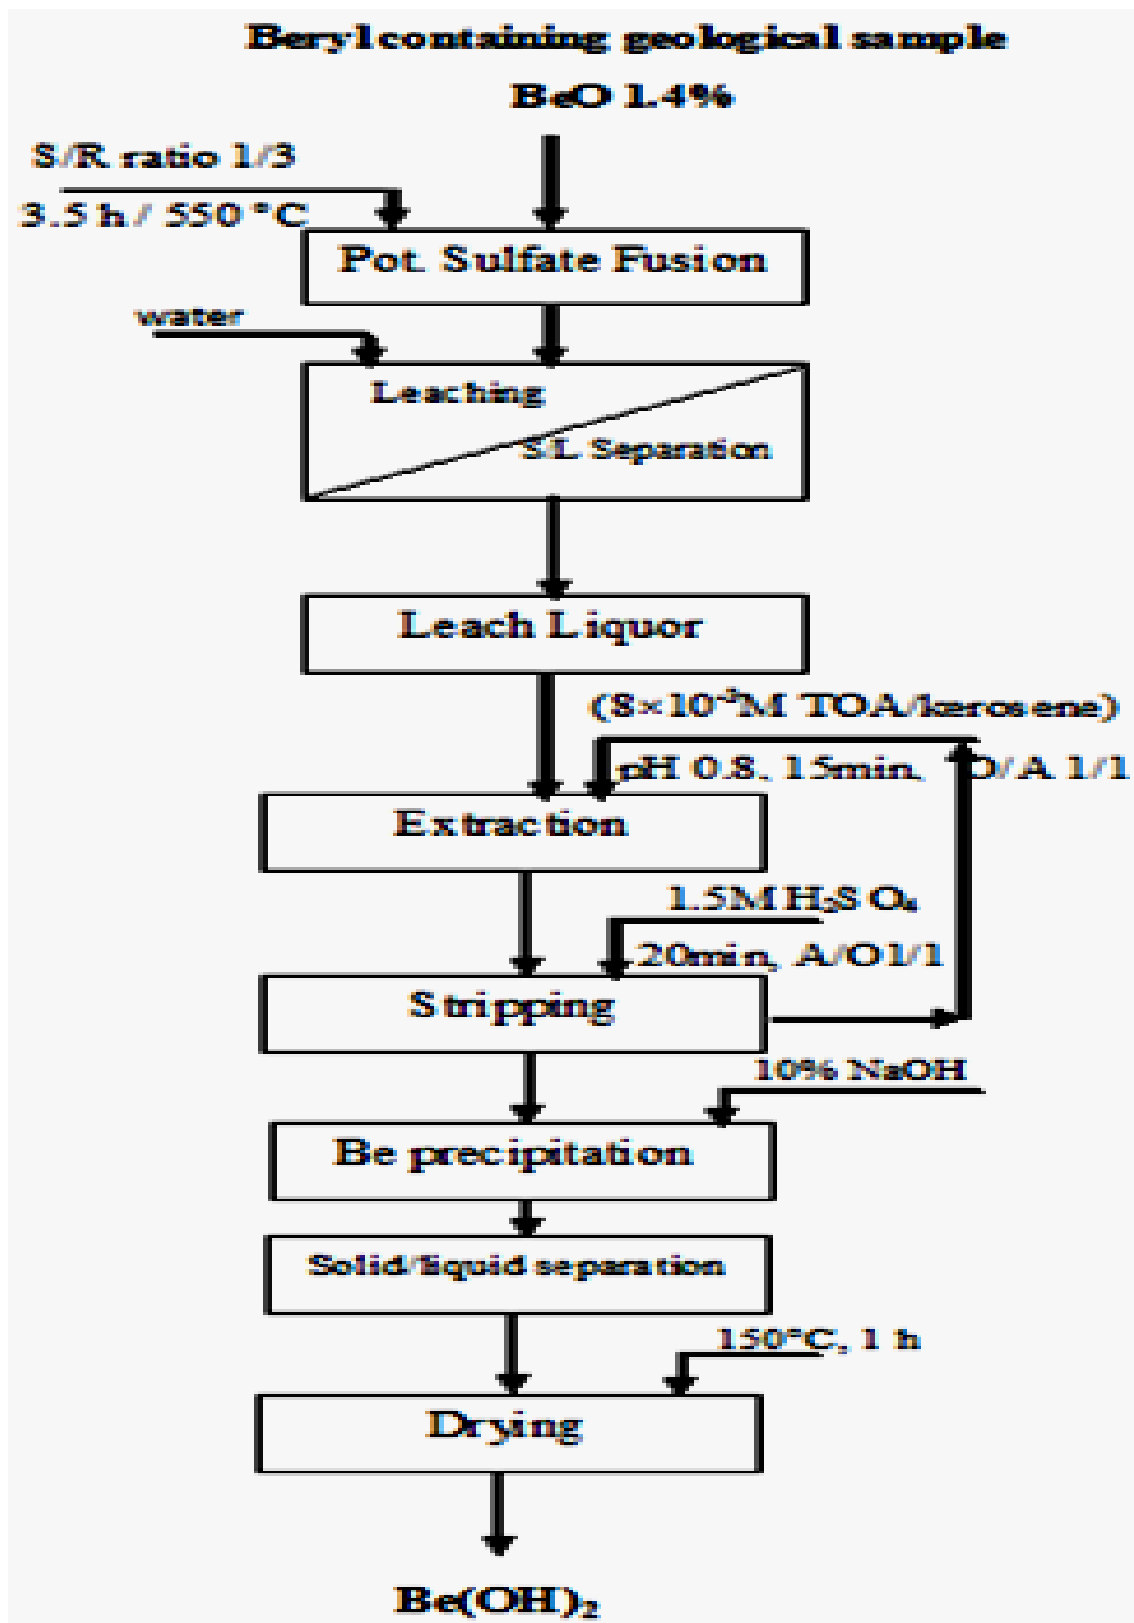 Beryl containing geological sample
BeO 1.4%
S/R ratio 1/3
3.5 h / 550 °C
Pot. Sulfate Fusion
water
Leaching
S/L Separation
Leach Liquor
(8×10⁻²M TOA/kerosene)
pH 0.8, 15min, O/A 1/1
Extraction
1.5M H₂SO₄
20min, A/O1/1
Stripping
10% NaOH
Be precipitation
Solid/liquid separation
150°C, 1 h
Drying
Be(OH)₂